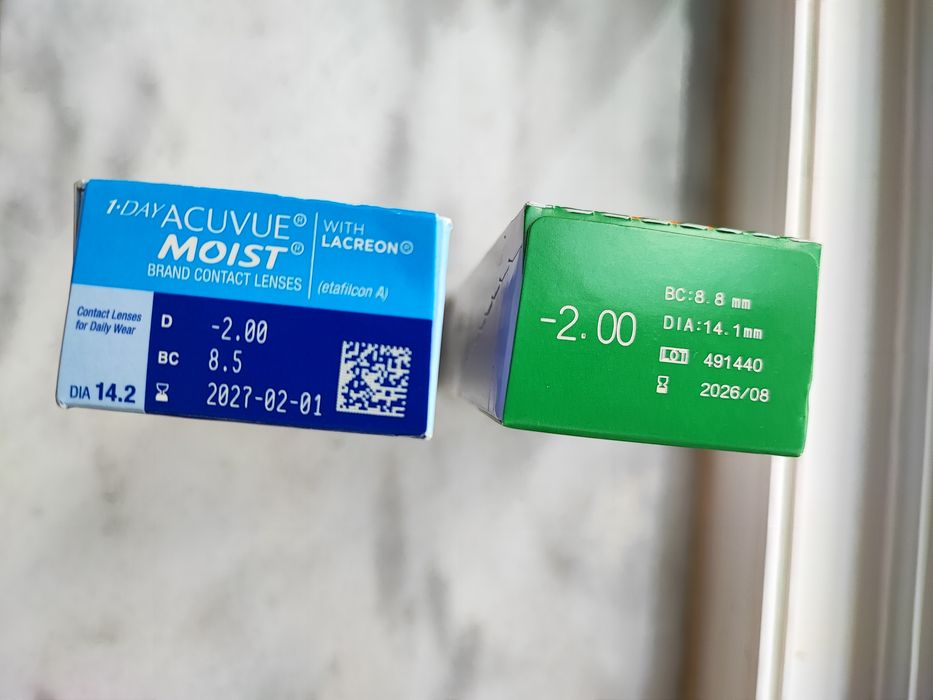 1·DAY ACUVUE®
MOIST®
BRAND CONTACT LENSES
WITH
LACREON®
(etafilcon A)
Contact Lenses
for Daily Wear
DIA 14.2
D -2.00
BC 8.5
2027-02-01
-2.00
BC:8.8 mm
DIA:14.1mm
LOT 491440
2026/08